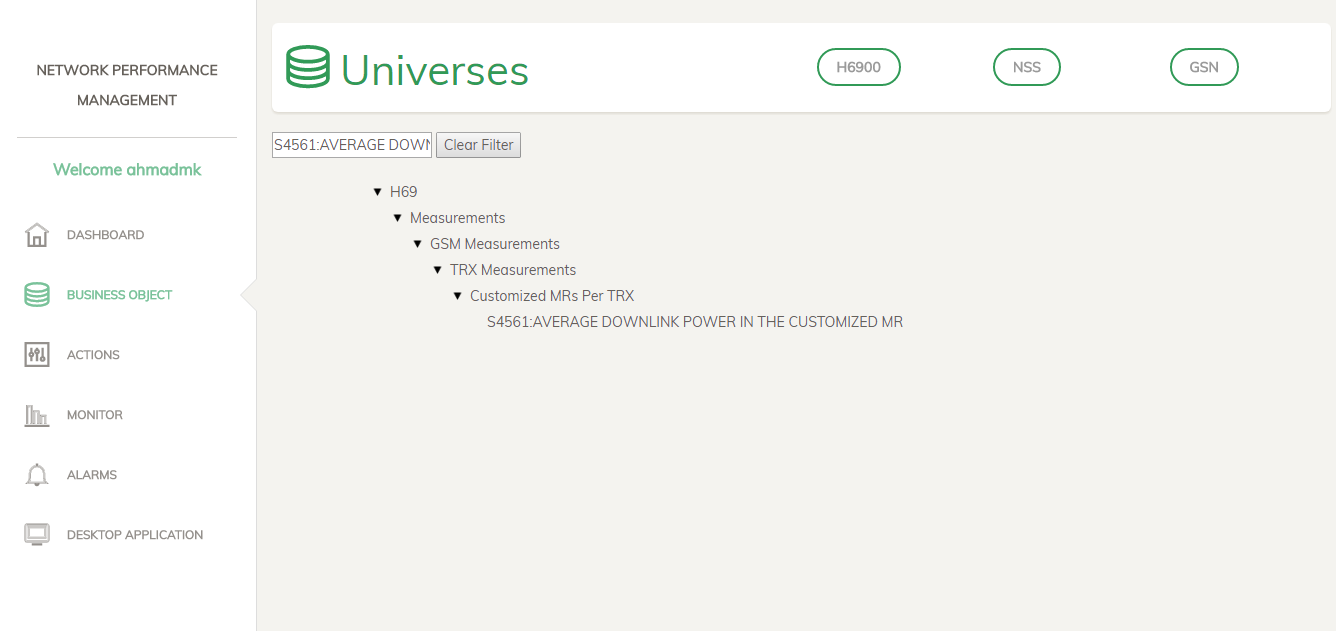 NETWORK PERFORMANCE
MANAGEMENT
Welcome ahmadmk
DASHBOARD
BUSINESS OBJECT
ACTIONS
MONITOR
ALARMS
DESKTOP APPLICATION
Universes
H6900
NSS
GSN
S4561:AVERAGE DOWN
Clear Filter
H69
Measurements
GSM Measurements
TRX Measurements
Customized MRs Per TRX
S4561:AVERAGE DOWNLINK POWER IN THE CUSTOMIZED MR